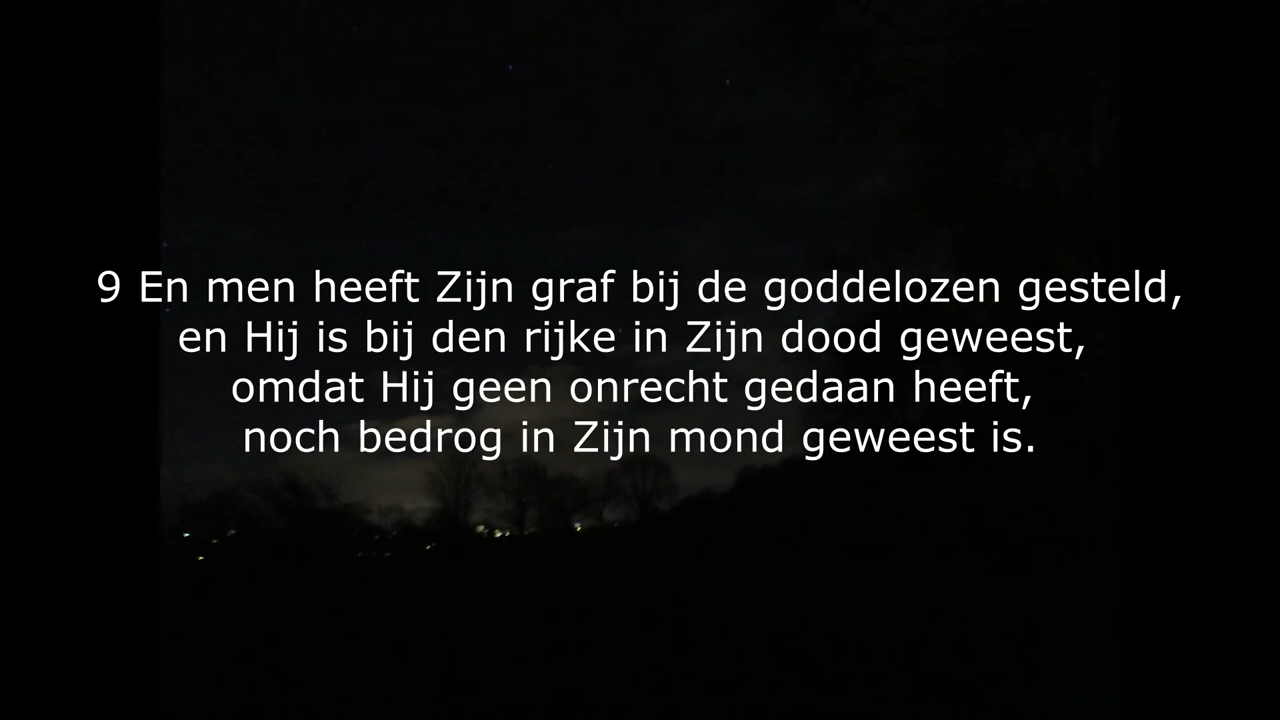 9 En men heeft Zijn graf bij de goddelozen gesteld,
en Hij is bij den rijke in Zijn dood geweest,
omdat Hij geen onrecht gedaan heeft,
noch bedrog in Zijn mond geweest is.